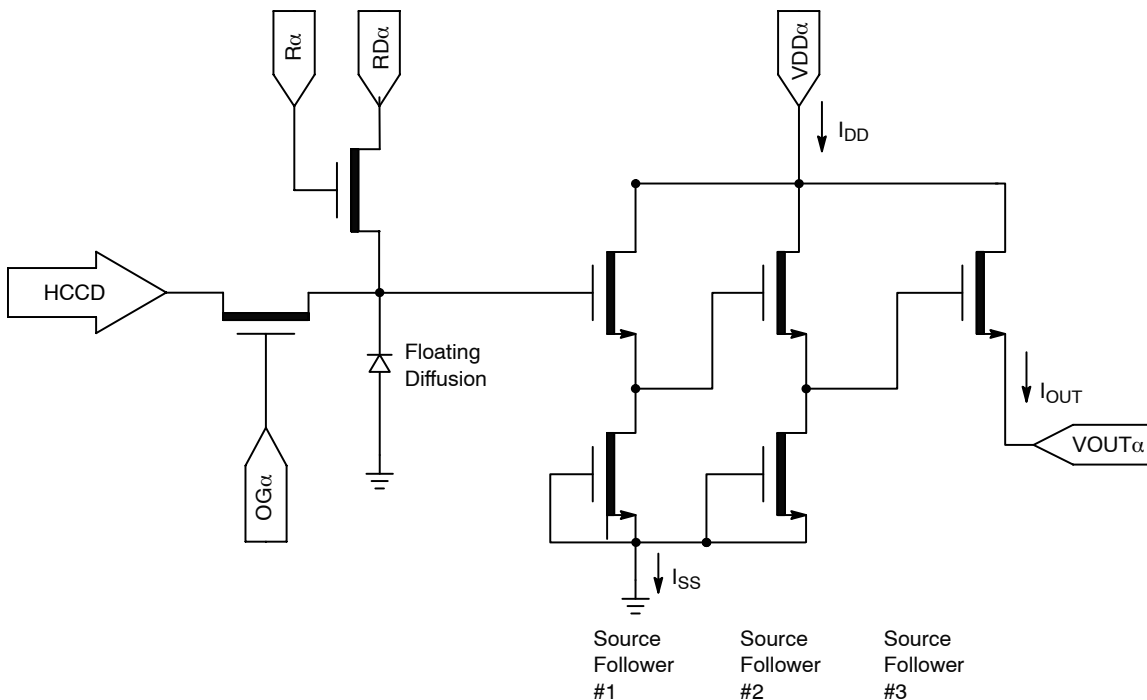 Rα
RDα
VDDα
IDD
HCCD
Floating
Diffusion
IOUT
VOUTα
OGα
ISS
Source
Follower
#1
Source
Follower
#2
Source
Follower
#3